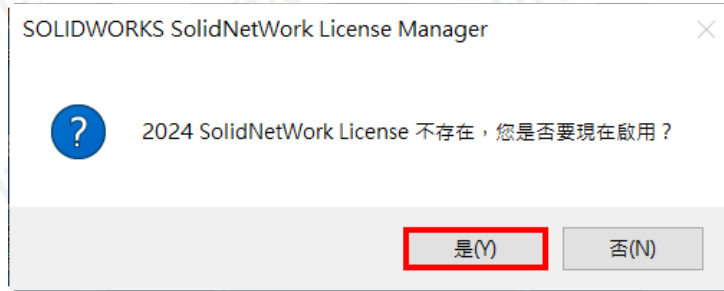 SOLIDWORKS SolidNetWork License Manager
2024 SolidNetWork License 不存在，您是否要現在啟用？
是(Y)
否(N)